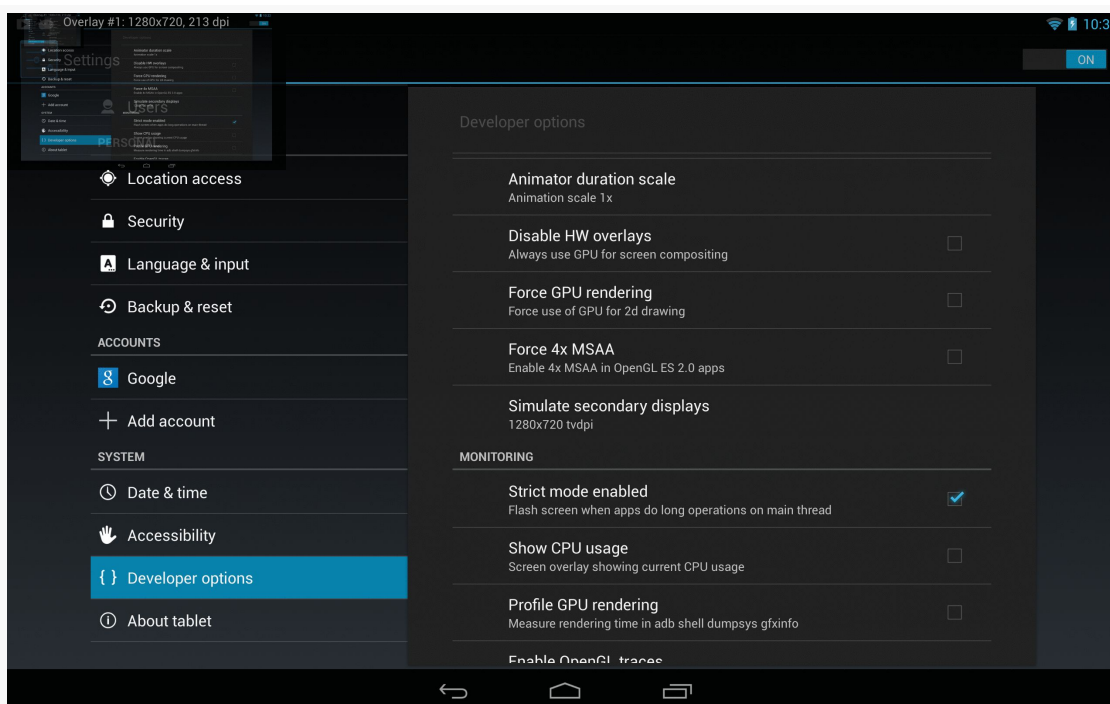 Overlay #1: 1280x720, 213 dpi
10:3
Settings
ON
Users
PERSONAL
Location access
Security
Language & input
Backup & reset
ACCOUNTS
Google
Add account
SYSTEM
Date & time
Accessibility
{ } Developer options
About tablet
Developer options
Animator duration scale
Animation scale 1x
Disable HW overlays
Always use GPU for screen compositing
Force GPU rendering
Force use of GPU for 2d drawing
Force 4x MSAA
Enable 4x MSAA in OpenGL ES 2.0 apps
Simulate secondary displays
1280x720 tvdpi
MONITORING
Strict mode enabled
Flash screen when apps do long operations on main thread
Show CPU usage
Screen overlay showing current CPU usage
Profile GPU rendering
Measure rendering time in adb shell dumpsys gfxinfo
Enable OpenGL traces